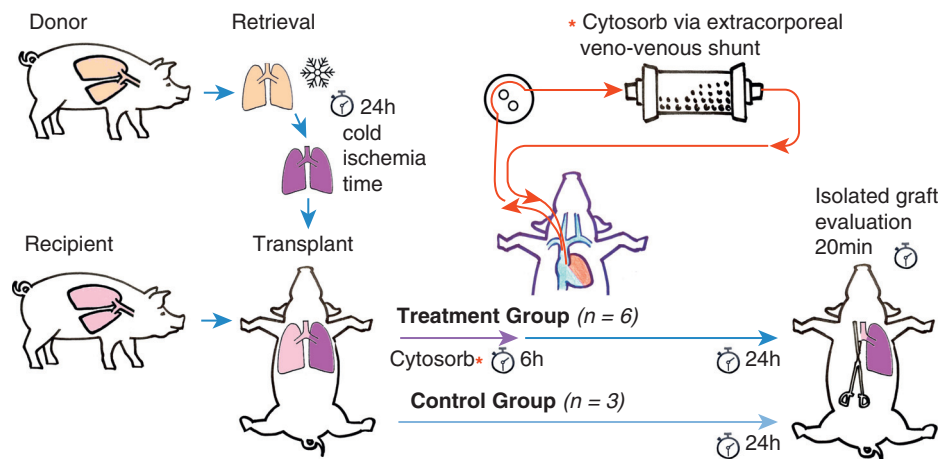 Donor
Retrieval
* Cytosorb via extracorporeal
veno-venous shunt
24h
cold
ischemia
time
Isolated graft
evaluation
20min
Recipient
Transplant
Treatment Group (n = 6)
Cytosorb* 6h
24h
Control Group (n = 3)
24h